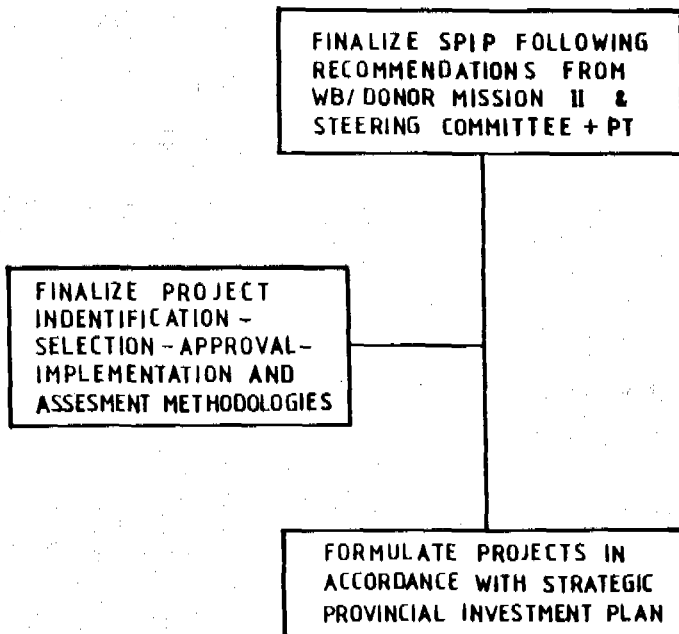 FINALIZE SPIP FOLLOWING
RECOMMENDATIONS FROM
WB/DONOR MISSION II &
STEERING COMMITTEE + PT
FINALIZE PROJECT
INDENTIFICATION -
SELECTION - APPROVAL -
IMPLEMENTATION AND
ASSESMENT METHODOLOGIES
FORMULATE PROJECTS IN
ACCORDANCE WITH STRATEGIC
PROVINCIAL INVESTMENT PLAN